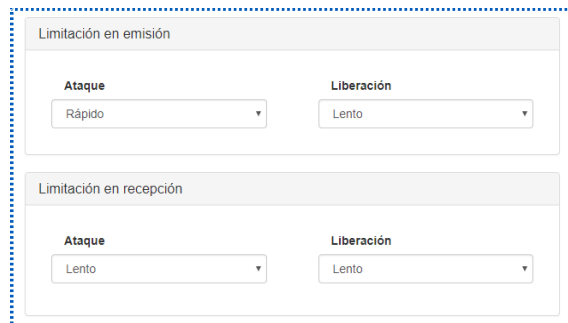 Limitación en emisión
Ataque Liberación
Rápido Lento
Limitación en recepción
Ataque Liberación
Lento Lento